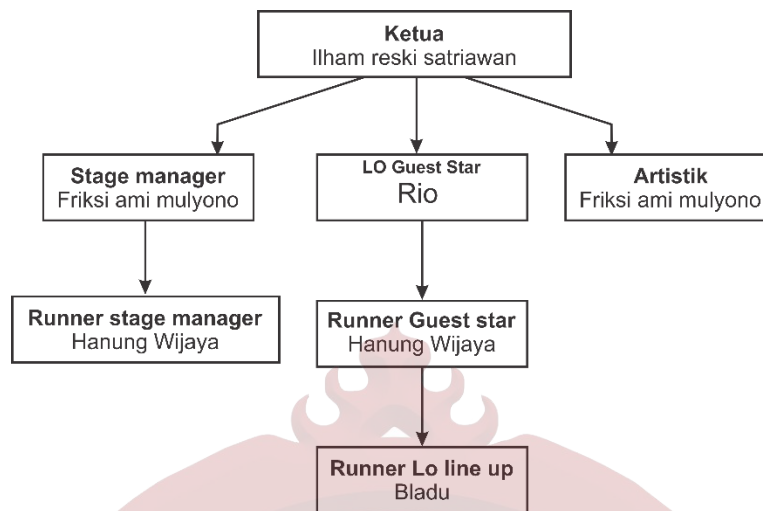 Ketua
Ilham reski satriawan
Stage manager
Friksi ami mulyono
LO Guest Star
Rio
Artistik
Friksi ami mulyono
Runner stage manager
Hanung Wijaya
Runner Guest star
Hanung Wijaya
Runner Lo line up
Bladu